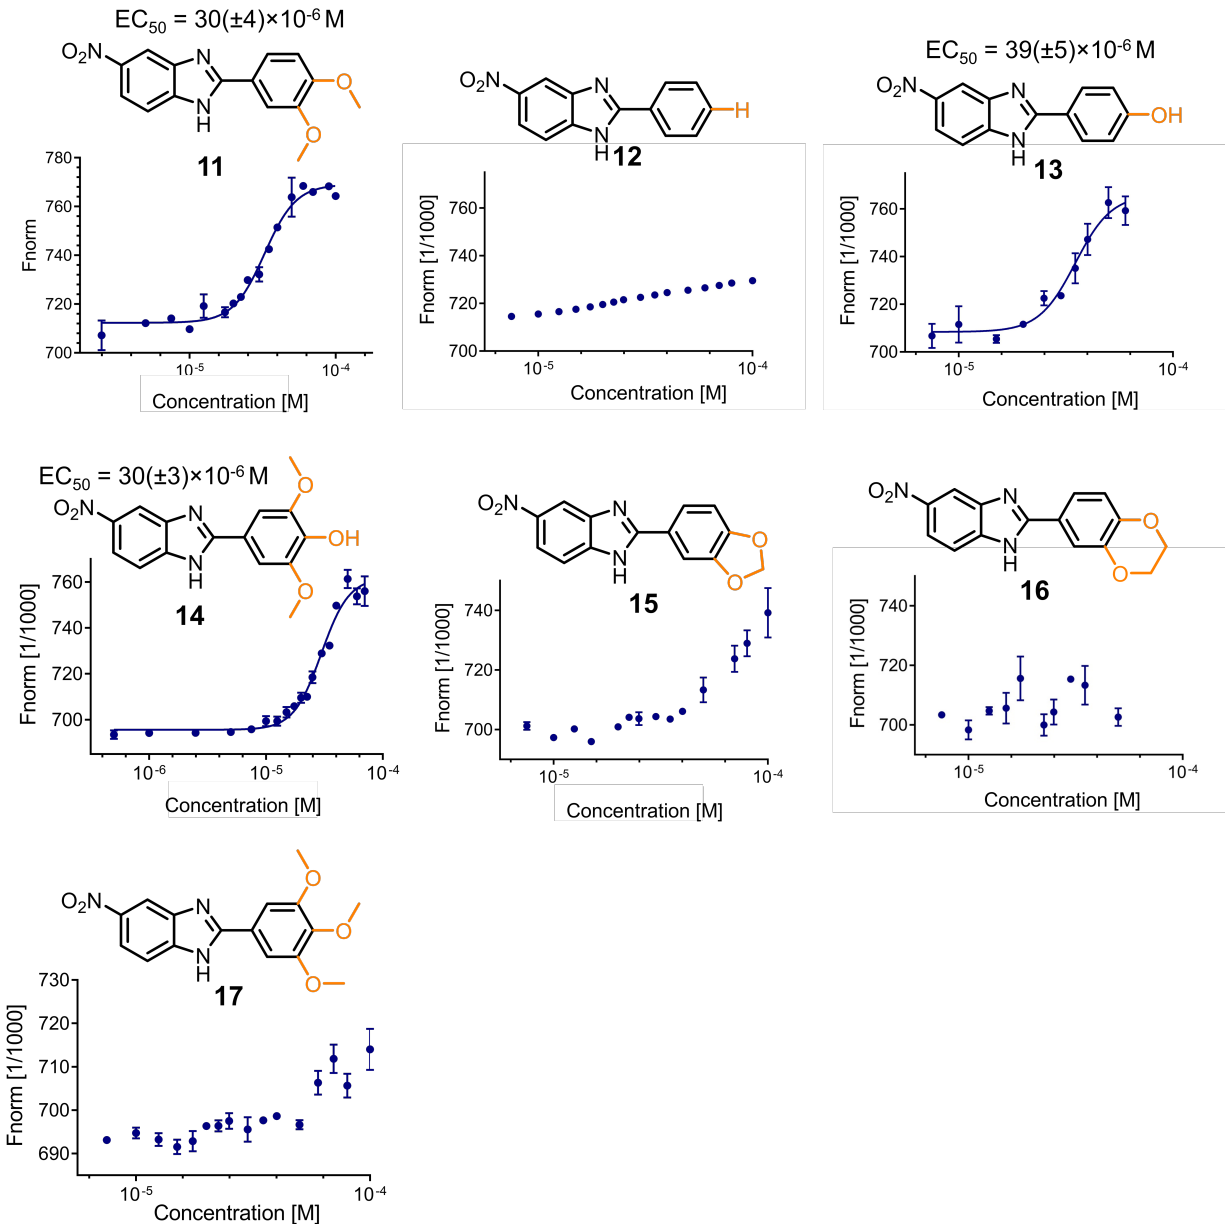 EC50 = 30(±4)×10-6 M
O2N
N
N
H
O
O
11
780
760
740
720
700
Fnorm
10-5
10-4
Concentration [M]
O2N
N
N
H
H
12
760
720
700
Fnorm [1/1000]
10-5
10-4
Concentration [M]
EC50 = 39(±5)×10-6 M
O2N
N
N
H
OH
13
760
740
720
700
Fnorm [1/1000]
10-5
10-4
Concentration [M]
EC50 = 30(±3)×10-6 M
O2N
N
N
H
O
OH
O
14
760
740
720
700
Fnorm [1/1000]
10-6
10-5
10-4
Concentration [M]
O2N
N
N
H
O
O
15
740
720
700
Fnorm [1/1000]
10-5
10-4
Concentration [M]
O2N
N
N
H
O
O
16
740
720
700
Fnorm [1/1000]
10-5
10-4
Concentration [M]
O2N
N
N
H
O
O
O
17
730
720
710
700
690
Fnorm [1/1000]
10-5
10-4
Concentration [M]